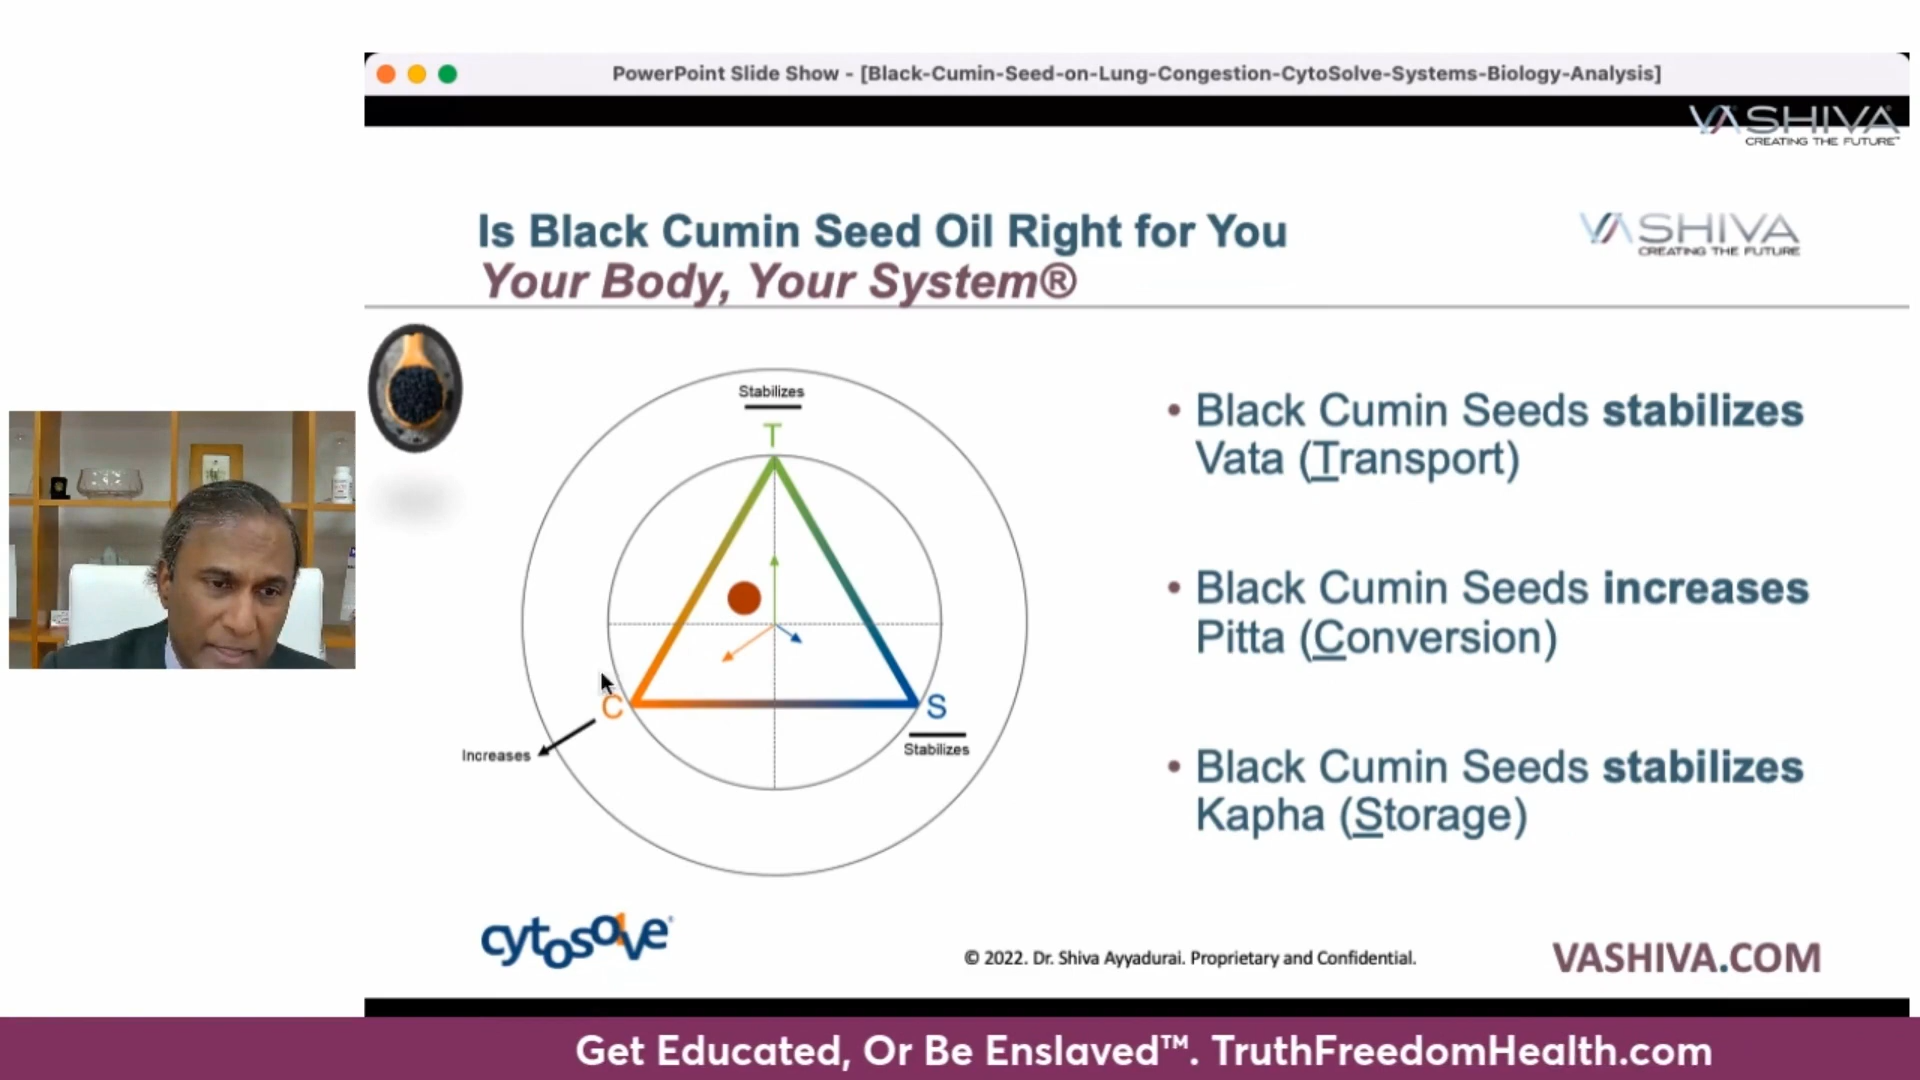 PowerPoint Slide Show - [Black-Cumin-Seed-on-Lung-Congestion-CytoSolve-Systems-Biology-Analysis]
VASHIVA
CREATING THE FUTURE™
Is Black Cumin Seed Oil Right for You
Your Body, Your System®
VASHIVA
CREATING THE FUTURE
Stabilizes
T
C
S
Increases
Stabilizes
• Black Cumin Seeds stabilizes
Vata (Transport)
• Black Cumin Seeds increases
Pitta (Conversion)
• Black Cumin Seeds stabilizes
Kapha (Storage)
cytosolve®
© 2022. Dr. Shiva Ayyadurai. Proprietary and Confidential.
VASHIVA.COM
Get Educated, Or Be Enslaved™. TruthFreedomHealth.com